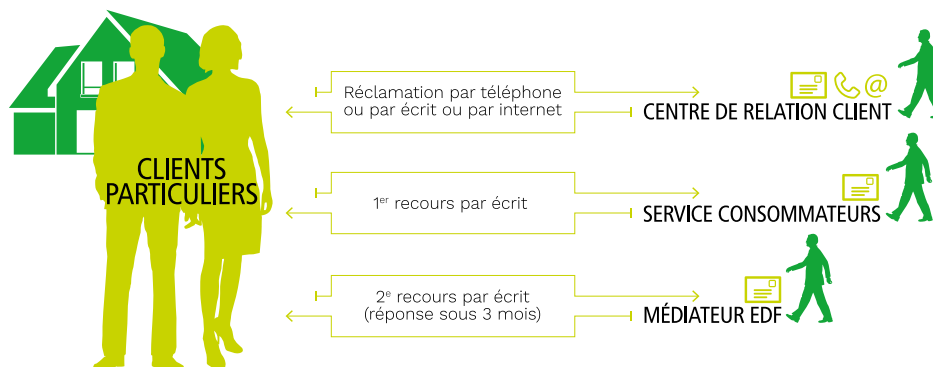 CLIENTS
PARTICULIERS
Réclamation par téléphone
ou par écrit ou par internet
@
CENTRE DE RELATION CLIENT
1er recours par écrit
SERVICE CONSOMMATEURS
2e recours par écrit
(réponse sous 3 mois)
MÉDIATEUR EDF